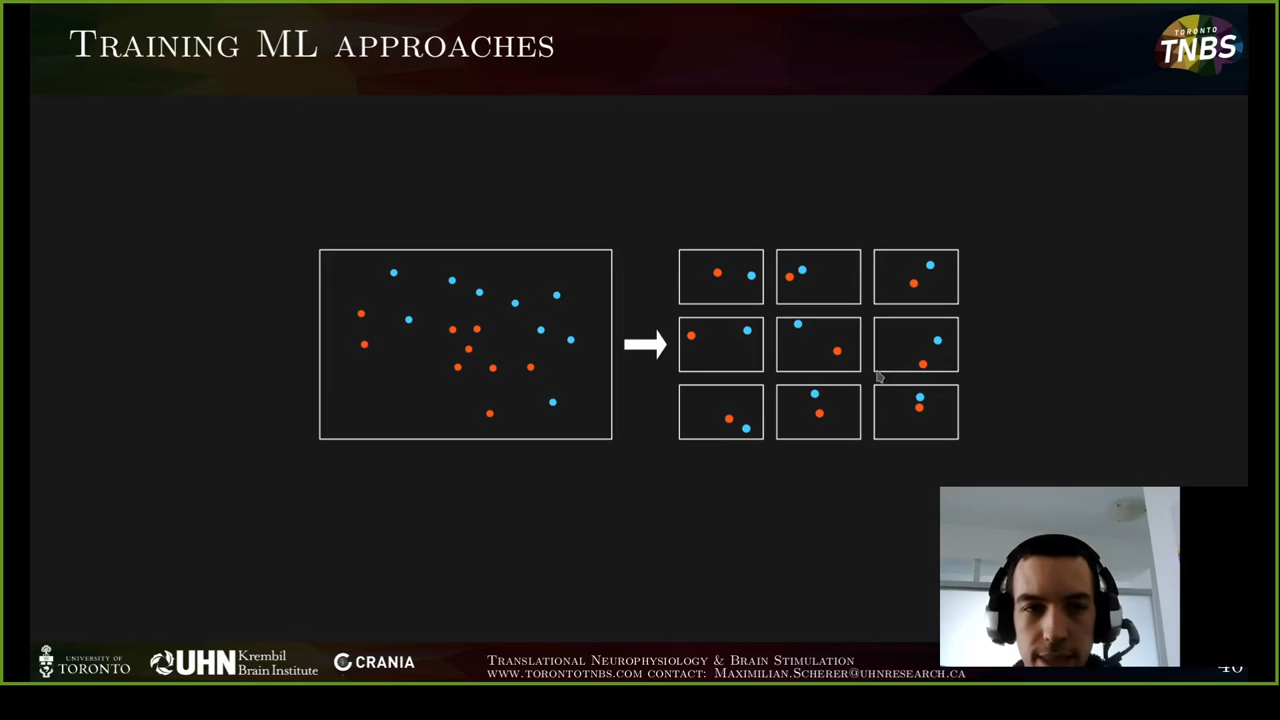 Training ML approaches
TORONTO
TNBS
UNIVERSITY OF
TORONTO
UHN Krembil
Brain Institute
CRANIA
Translational Neurophysiology & Brain Stimulation
www.torontotnbs.com contact: Maximilian.Scherer@uhnresearch.ca